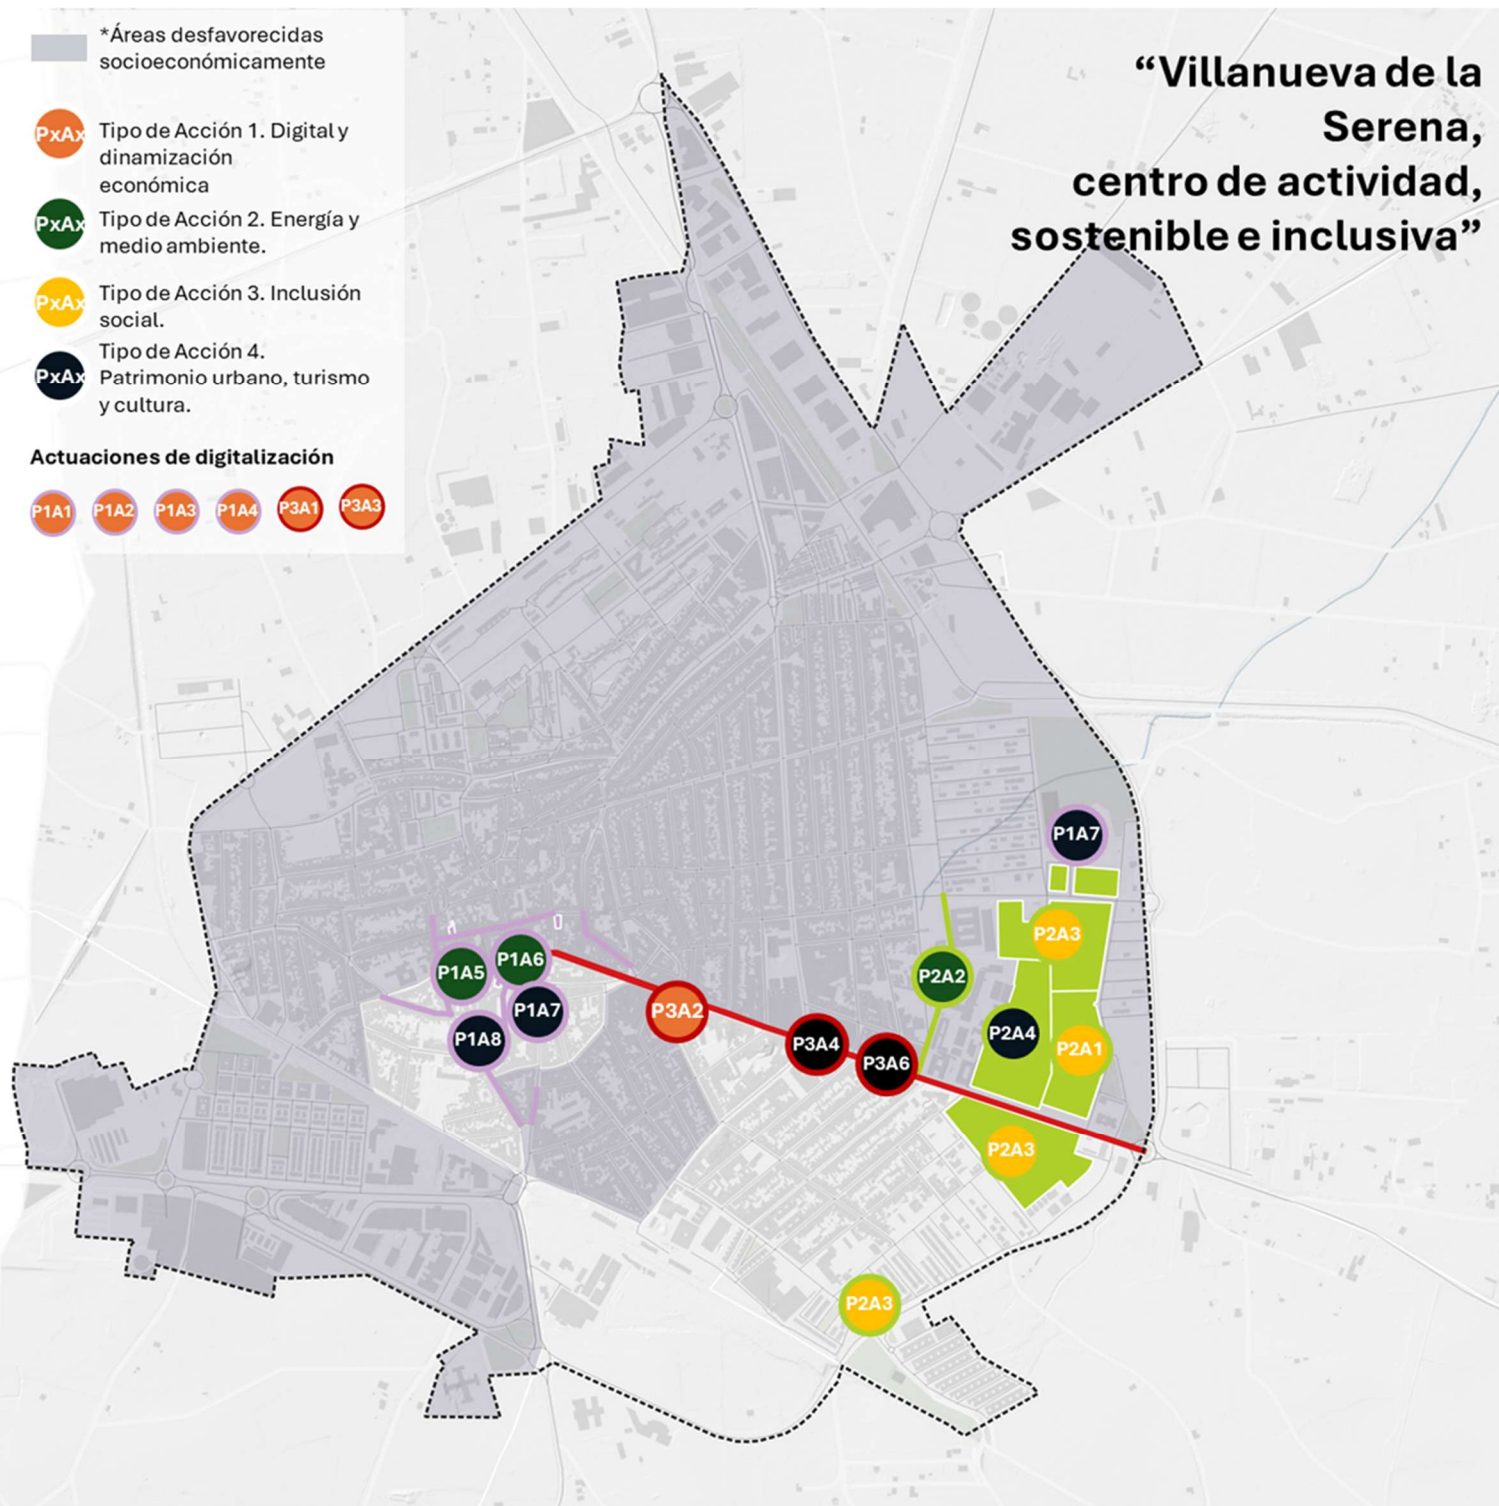 *Áreas desfavorecidas
socioeconómicamente
PxAx
Tipo de Acción 1. Digital y
dinamización
económica
PxAx
Tipo de Acción 2. Energía y
medio ambiente.
PxAx
Tipo de Acción 3. Inclusión
social.
PxAx
Tipo de Acción 4.
Patrimonio urbano, turismo
y cultura.
Actuaciones de digitalización
P1A1 P1A2 P1A3 P1A4 P3A1 P3A3
“Villanueva de la
Serena,
centro de actividad,
sostenible e inclusiva”
P1A7
P2A3
P1A5 P1A6
P2A2
P1A7
P3A2
P1A8
P3A4
P3A6
P2A4
P2A1
P2A3
P2A3